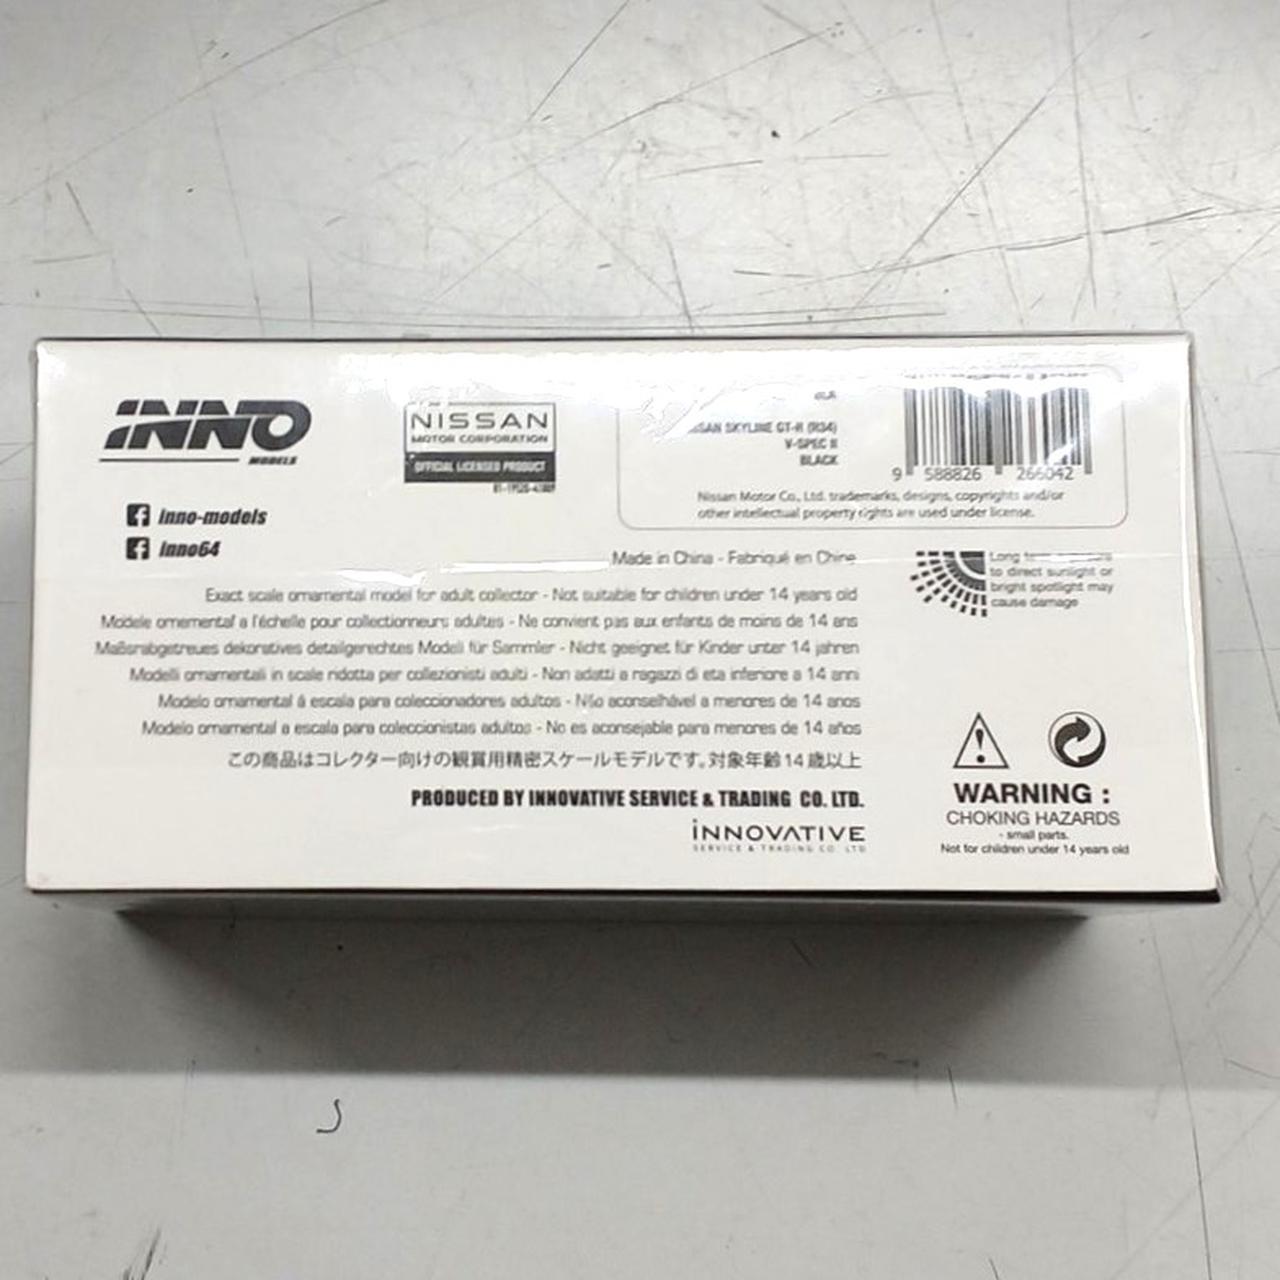 INNO
MODELS
inno-models
inno64
NISSAN
MOTOR CORPORATION
OFFICIAL LICENSED PRODUCT
SKYLINE GT-R (R34)
V-SPEC II
BLACK
9 588826 266042
Nissan Motor Co., Ltd. trademarks, designs, copyrights and/or
other intellectual property rights are used under license.
Made in China - Fabriqué en Chine
Long
to direct sunlight or
bright spotlight may
cause damage
Exact scale ornamental model for adult collector - Not suitable for children under 14 years old
Modele ornemental a l'échelle pour collectionneurs adultes - Ne convient pas aux enfants de moins de 14 ans
Maßsrabgetreues dekoratives detailgerechtes Modell für Sammler - Nicht geeignet für Kinder unter 14 jahren
Modelli ornamentali in scale ridotta per collezionisti adulti - Non adatti a ragazzi di eta inferiore a 14 anni
Modelo ornamental á escala para coleccionadores adultos - Não aconselhável a menores de 14 anos
Modelo ornamental a escala para coleccionistas adultos - No es aconsejable para menores de 14 años
この商品はコレクター向けの観賞用精密スケールモデルです。対象年齢14歳以上
PRODUCED BY INNOVATIVE SERVICE & TRADING CO. LTD.
INNOVATIVE
SERVICE & TRADING CO. LTD
WARNING :
CHOKING HAZARDS
- small parts.
Not for children under 14 years old